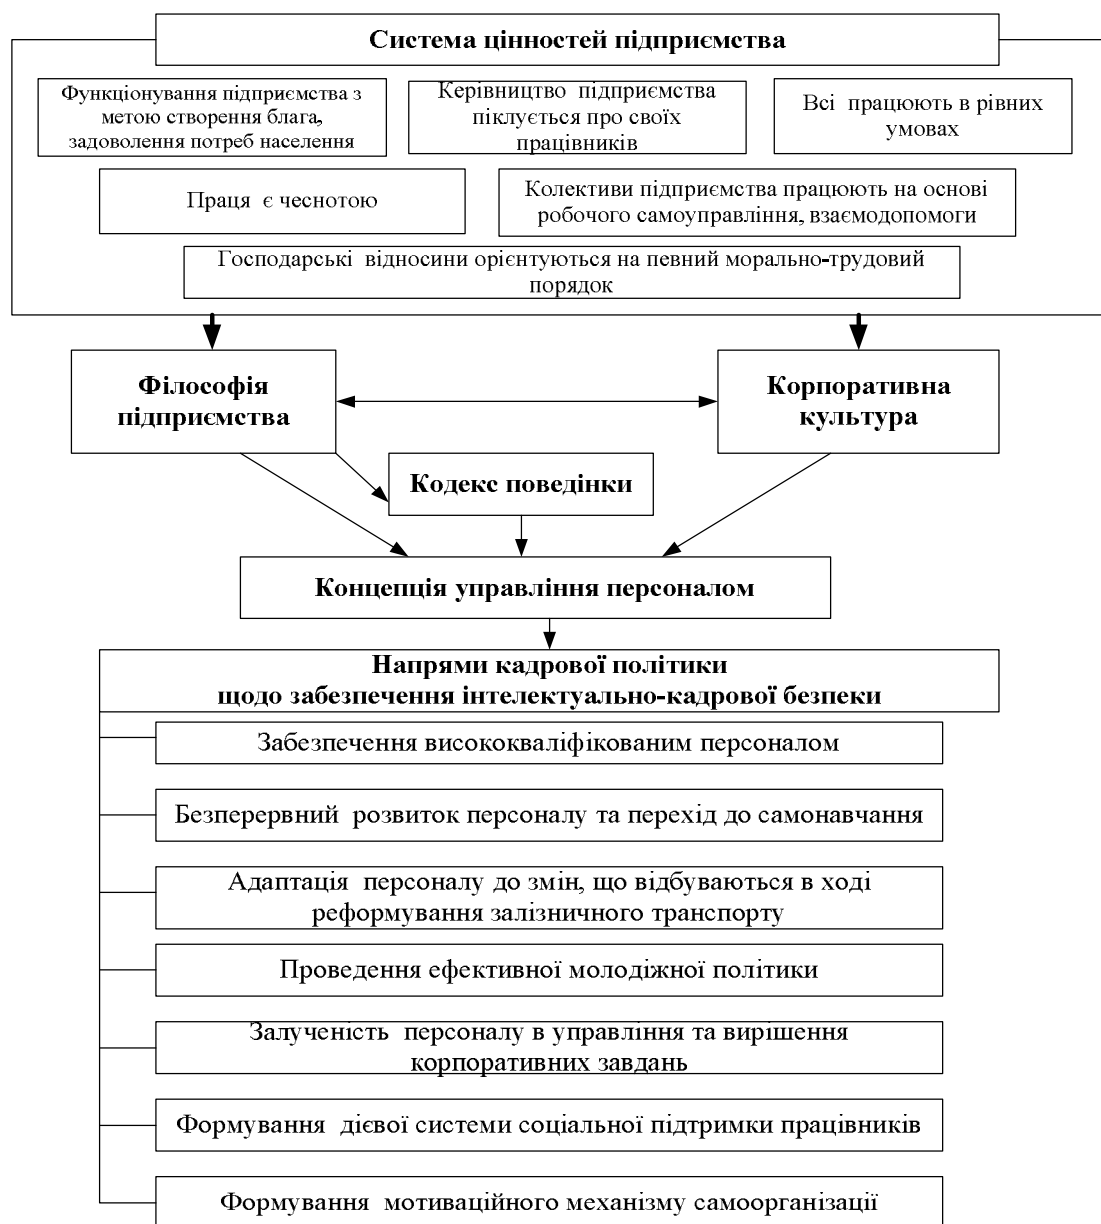 Система цінностей підприємства
Функціонування підприємства з
метою створення блага,
задоволення потреб населення
Керівництво підприємства
піклується про своїх
працівників
Всі працюють в рівних
умовах
Праця є чеснотою
Колективи підприємства працюють на основі
робочого самоуправління, взаємодопомоги
Господарські відносини орієнтуються на певний морально-трудовий
порядок
Філософія
підприємства
Корпоративна
культура
Кодекс поведінки
Концепція управління персоналом
Напрями кадрової політики
щодо забезпечення інтелектуально-кадрової безпеки
Забезпечення висококваліфікованим персоналом
Безперервний розвиток персоналу та перехід до самонавчання
Адаптація персоналу до змін, що відбуваються в ході
реформування залізничного транспорту
Проведення ефективної молодіжної політики
Залученість персоналу в управління та вирішення
корпоративних завдань
Формування дієвої системи соціальної підтримки працівників
Формування мотиваційного механізму самоорганізації